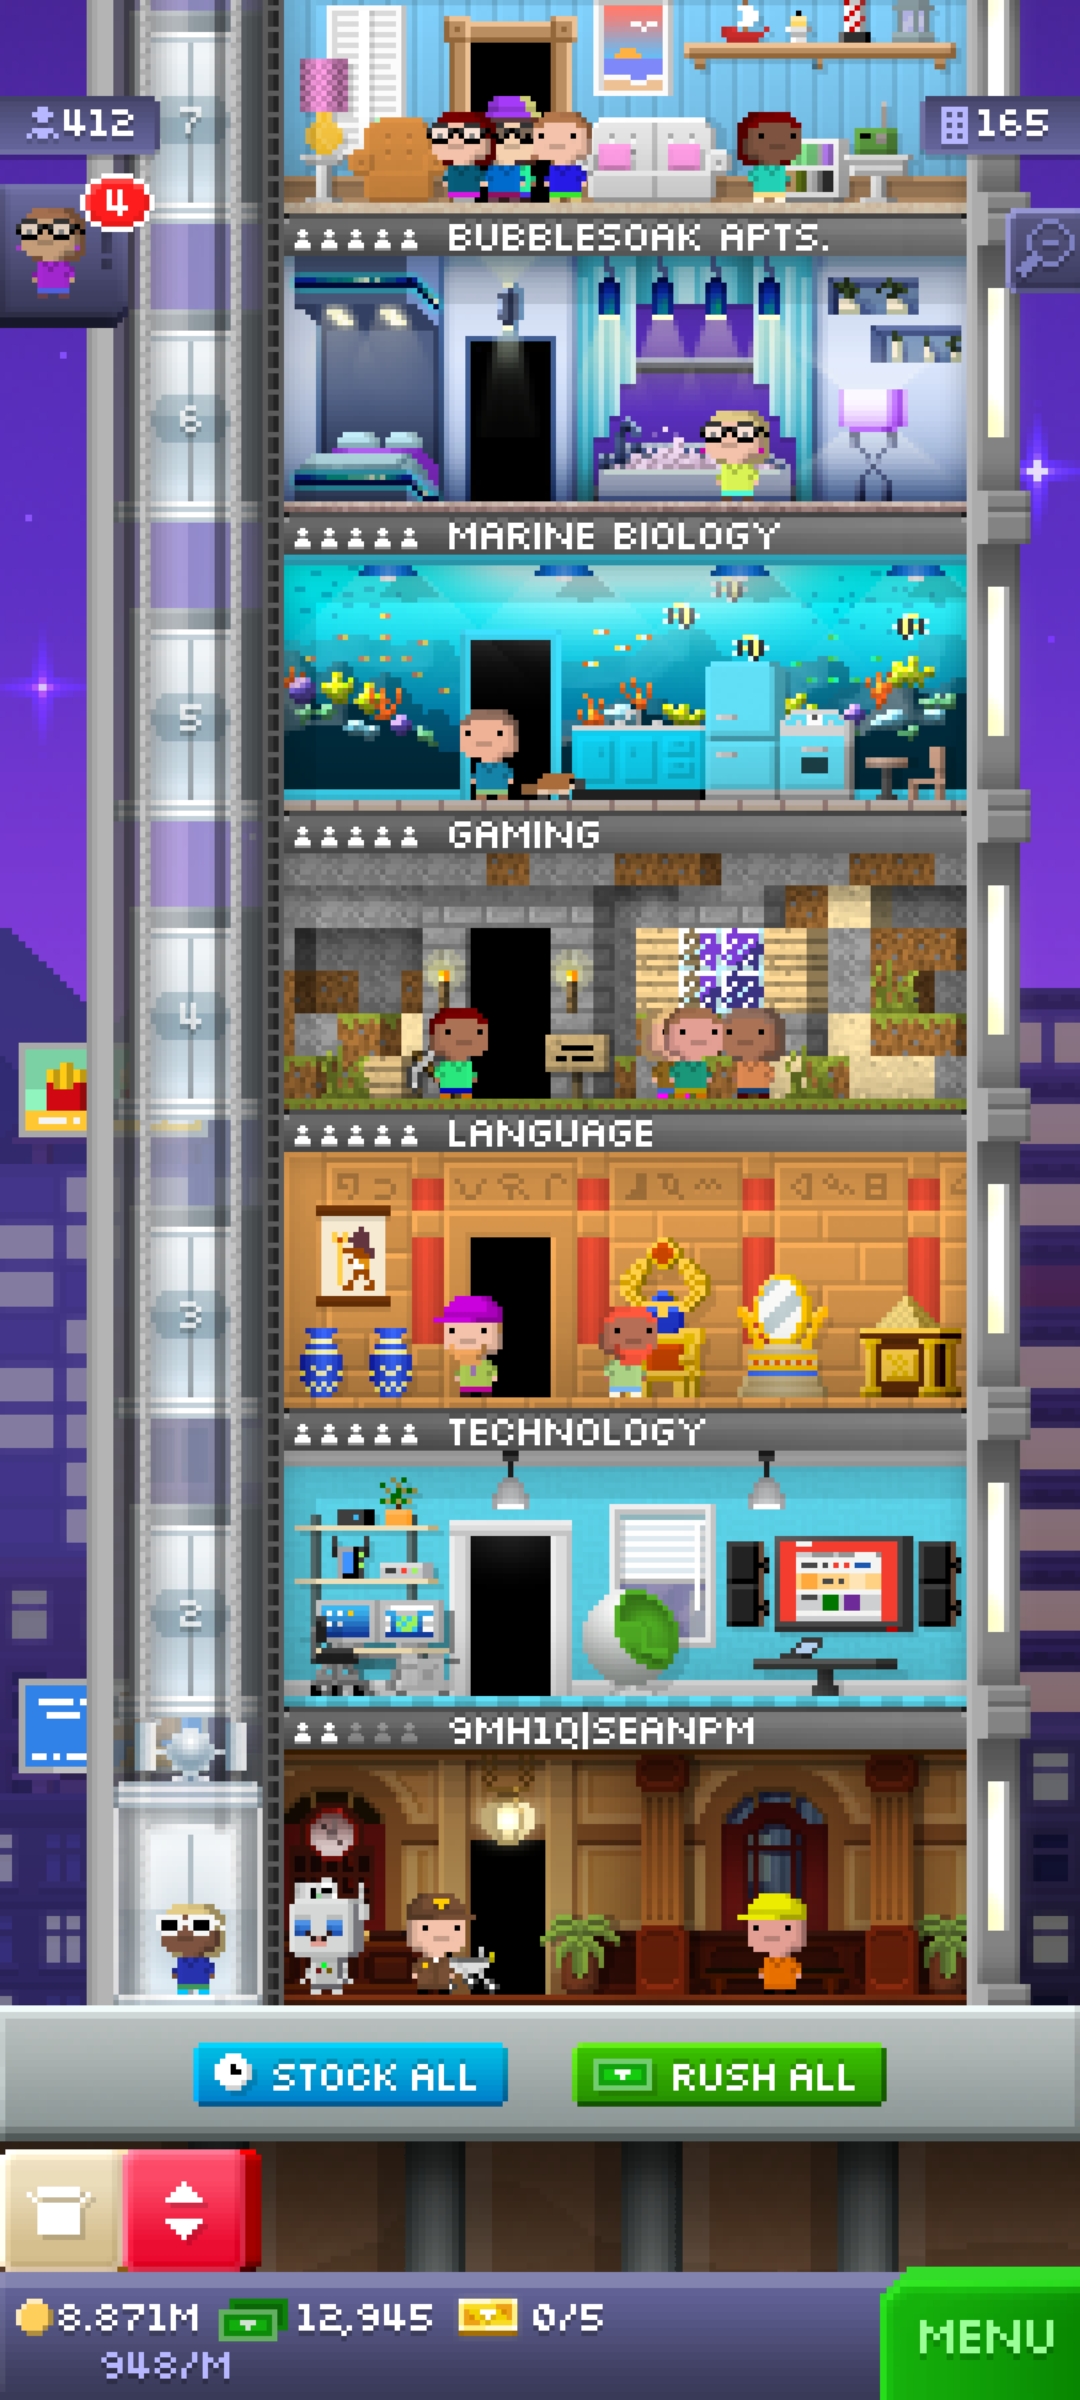 7
412
165
4
BUBBLESOAK APTS.
6
MARINE BIOLOGY
5
GAMING
4
LANGUAGE
3
TECHNOLOGY
2
9MH1Q|SEANPM
STOCK ALL
RUSH ALL
8.871M
12,945
0/5
948/M
MENU